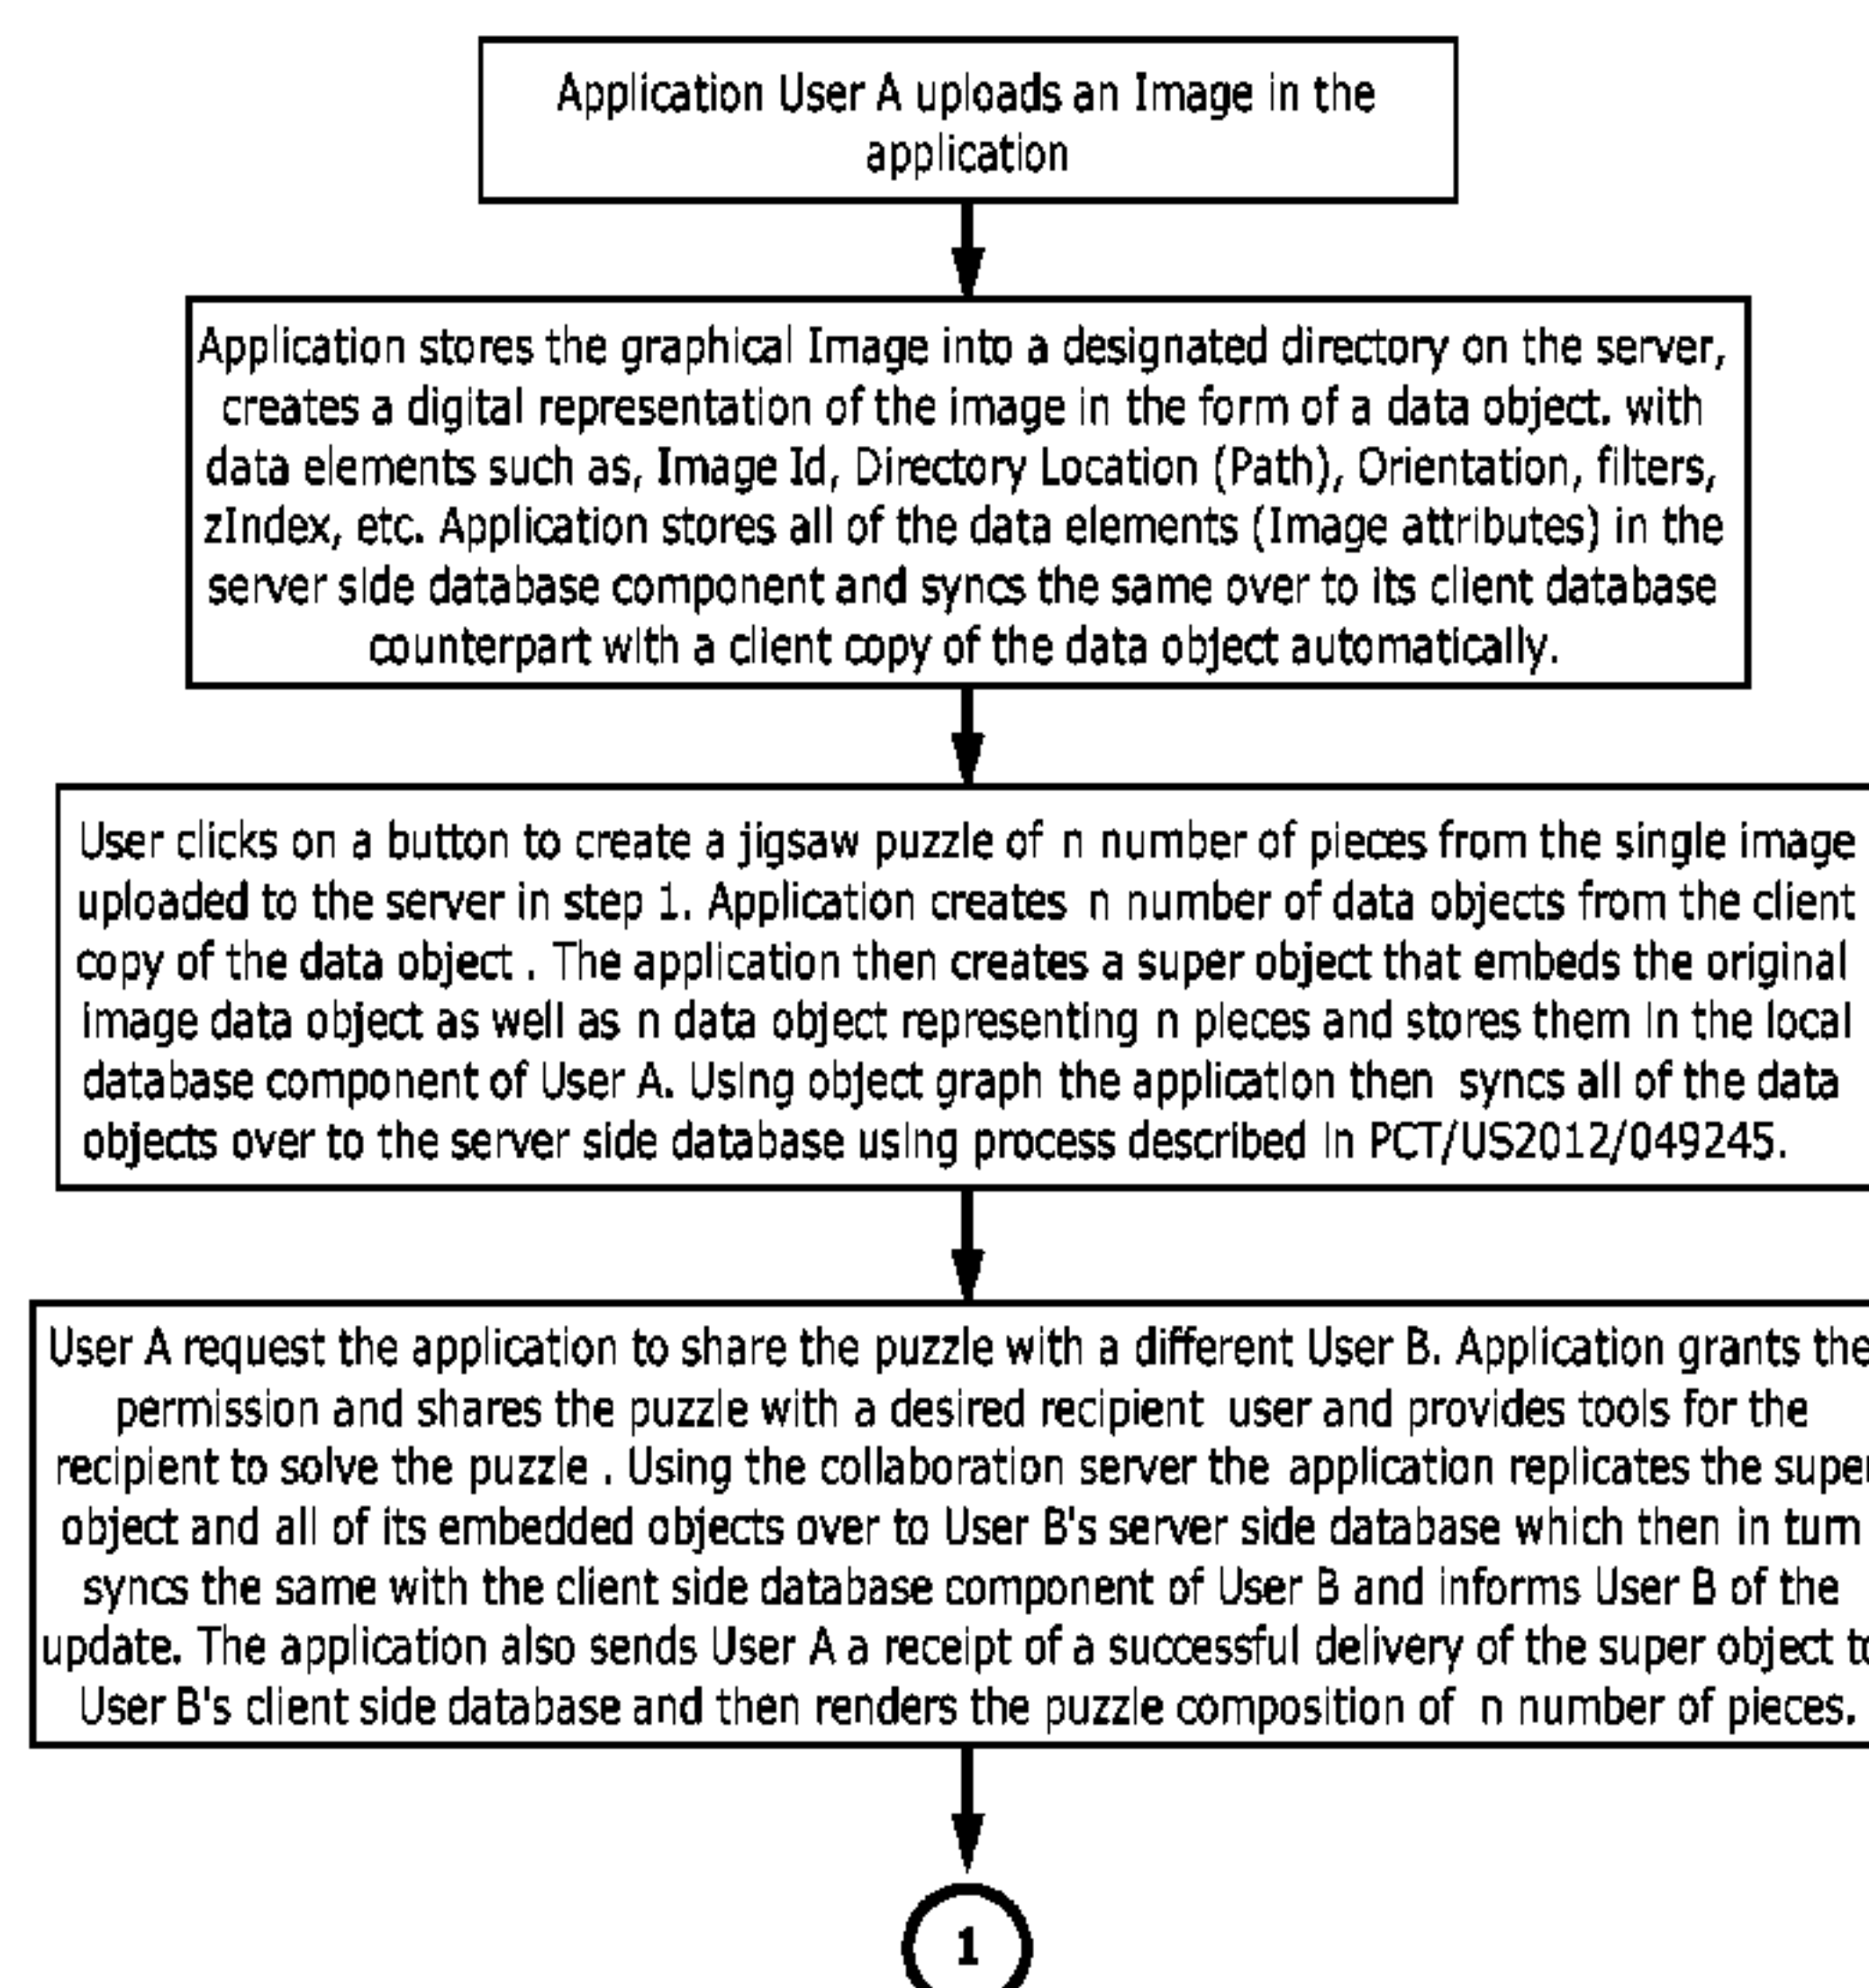 Application User A uploads an Image in the
application
Application stores the graphical Image into a designated directory on the server,
creates a digital representation of the image in the form of a data object. with
data elements such as, Image Id, Directory Location (Path), Orientation, filters,
zIndex, etc. Application stores all of the data elements (Image attributes) in the
server side database component and syncs the same over to its client database
counterpart with a client copy of the data object automatically.
User clicks on a button to create a jigsaw puzzle of n number of pieces from the single image
uploaded to the server in step 1. Application creates n number of data objects from the client
copy of the data object . The application then creates a super object that embeds the original
image data object as well as n data object representing n pieces and stores them in the local
database component of User A. Using object graph the application then syncs all of the data
objects over to the server side database using process described in PCT/US2012/049245.
User A request the application to share the puzzle with a different User B. Application grants the
permission and shares the puzzle with a desired recipient user and provides tools for the
recipient to solve the puzzle . Using the collaboration server the application replicates the super
object and all of its embedded objects over to User B's server side database which then in turn
syncs the same with the client side database component of User B and informs User B of the
update. The application also sends User A a receipt of a successful delivery of the super object to
User B's client side database and then renders the puzzle composition of n number of pieces.
1